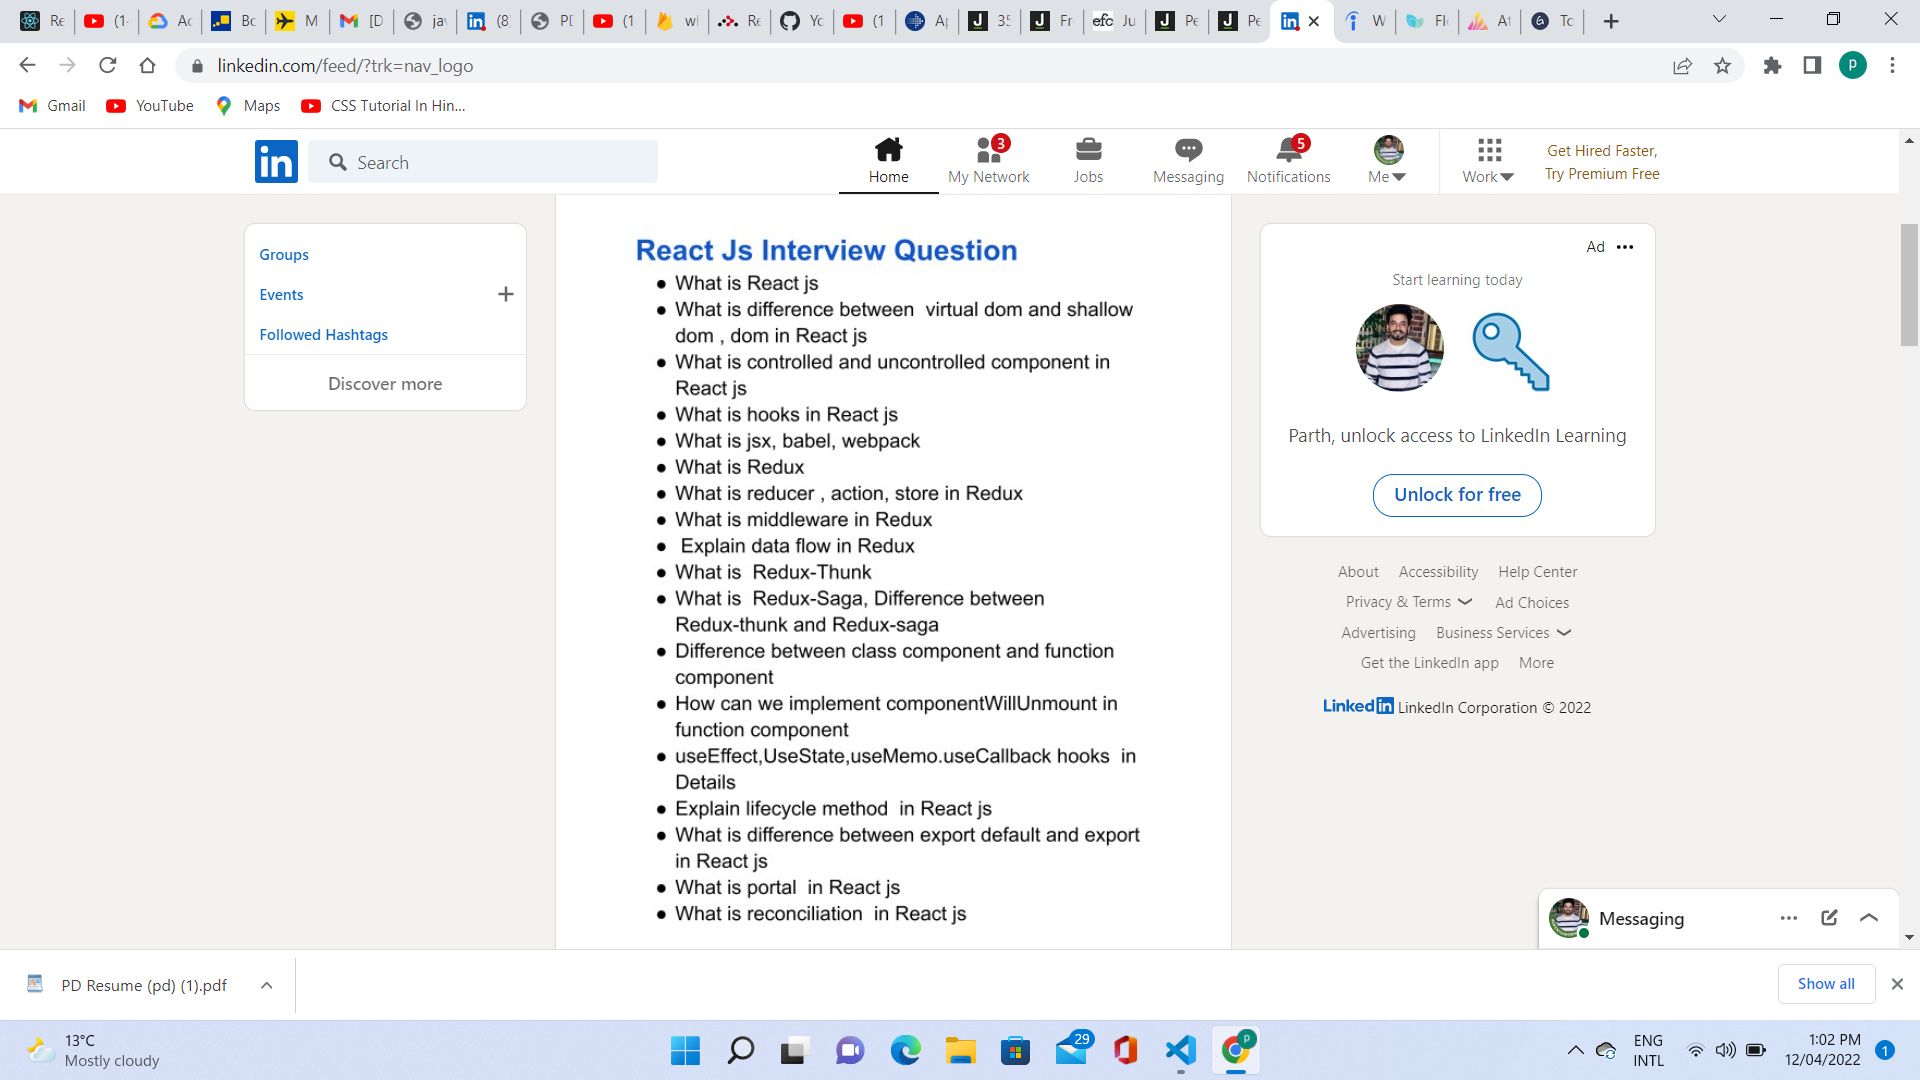 Re
(1
Ac
Bo
M
[D
ja
(8)
PD
(1
wl
Re
Yo
(1
Ap
35
Fr
efc Ju
Pe
Pe
W
Fl
At
Tc
linkedin.com/feed/?trk=nav_logo
P
Gmail
YouTube
Maps
CSS Tutorial In Hin...
in
Search
Home
3
My Network
Jobs
Messaging
5
Notifications
Me
Work
Get Hired Faster,
Try Premium Free
Groups
Events
Followed Hashtags
Discover more
React Js Interview Question
● What is React js
● What is difference between virtual dom and shallow
dom , dom in React js
● What is controlled and uncontrolled component in
React js
● What is hooks in React js
● What is jsx, babel, webpack
● What is Redux
● What is reducer , action, store in Redux
● What is middleware in Redux
● Explain data flow in Redux
● What is Redux-Thunk
● What is Redux-Saga, Difference between
Redux-thunk and Redux-saga
● Difference between class component and function
component
● How can we implement componentWillUnmount in
function component
● useEffect,UseState,useMemo.useCallback hooks in
Details
● Explain lifecycle method in React js
● What is difference between export default and export
in React js
● What is portal in React js
● What is reconciliation in React js
Ad
Start learning today
Parth, unlock access to LinkedIn Learning
Unlock for free
About Accessibility Help Center
Privacy & Terms Ad Choices
Advertising Business Services
Get the LinkedIn app More
LinkedIn LinkedIn Corporation © 2022
Messaging
PD Resume (pd) (1).pdf
Show all
13°C
Mostly cloudy
29
P
ENG
INTL
1:02 PM
12/04/2022
1